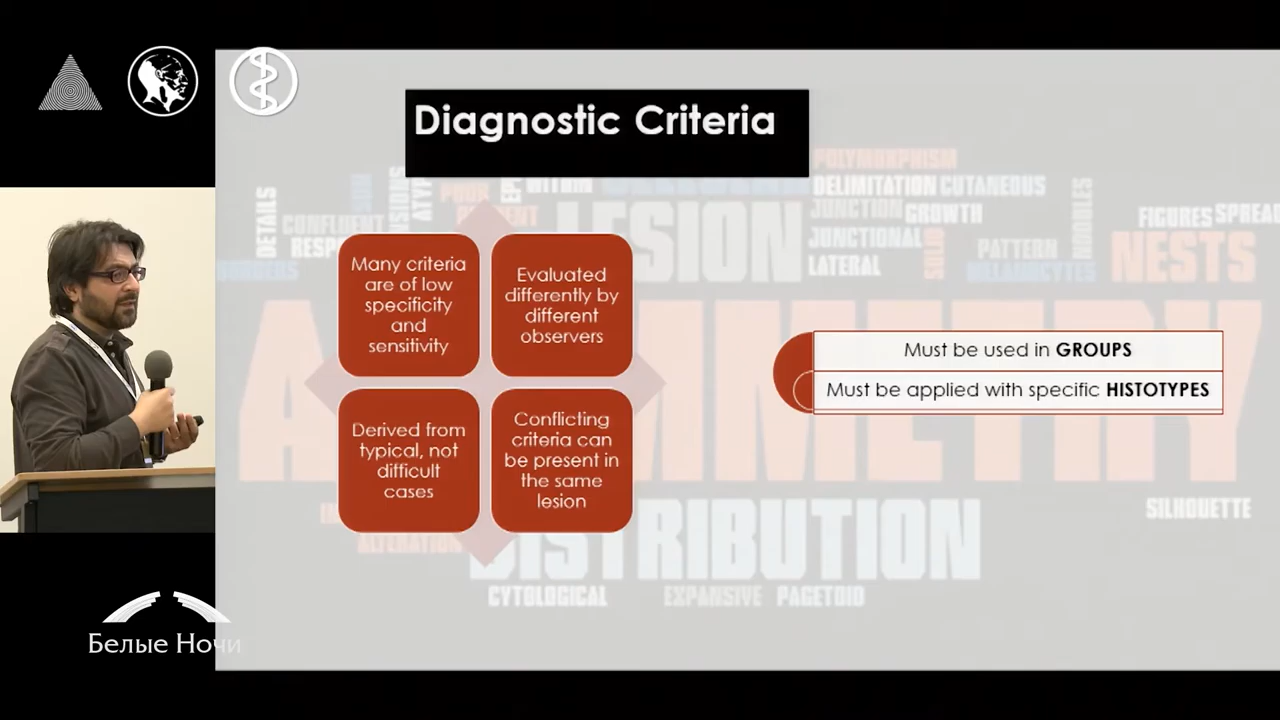 Diagnostic Criteria
Many criteria
are of low
specificity
and
sensitivity
Evaluated
differently by
different
observers
Derived from
typical, not
difficult
cases
Conflicting
criteria can
be present in
the same
lesion
Must be used in GROUPS
Must be applied with specific HISTOTYPES
POLYMORPHISM
DELIMITATION CUTANEOUS
JUNCTION GROWTH
JUNCTIONAL
LATERAL
SOLID
PATTERN
MELANOCYTES
NODULES
FIGURES SPREAD
NESTS
DETAILS
CONFLUENT
LESION
DISTRIBUTION
SILHOUETTE
ALTERATION
CYTOLOGICAL EXPANSIVE PAGETOID
Белые Ночи